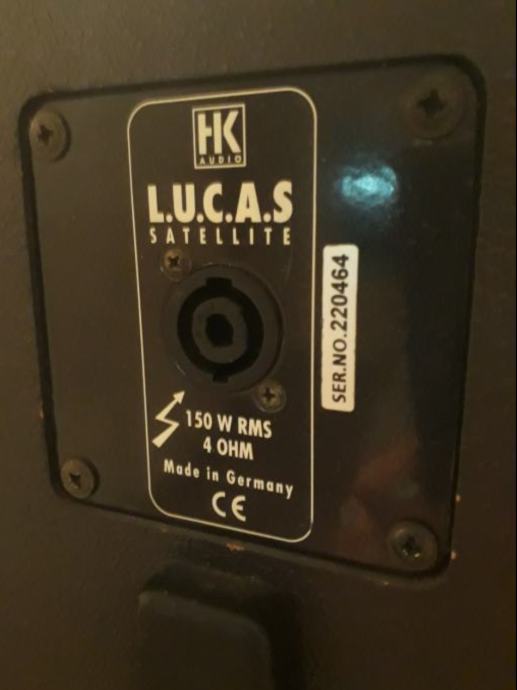 HK
AUDIO
L.U.C.A.S
SATELLITE
SER.NO.220464
150 W RMS
4 OHM
Made in Germany
CE